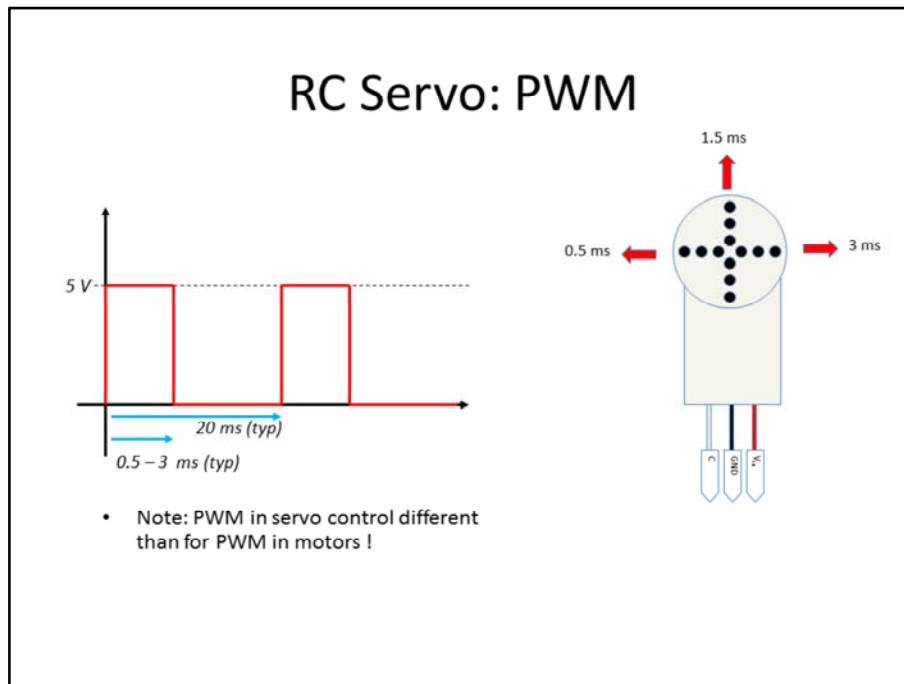 RC Servo: PWM
1.5 ms
0.5 ms
3 ms
5 V
20 ms (typ)
0.5 – 3 ms (typ)
C
GND
• Note: PWM in servo control different
than for PWM in motors !